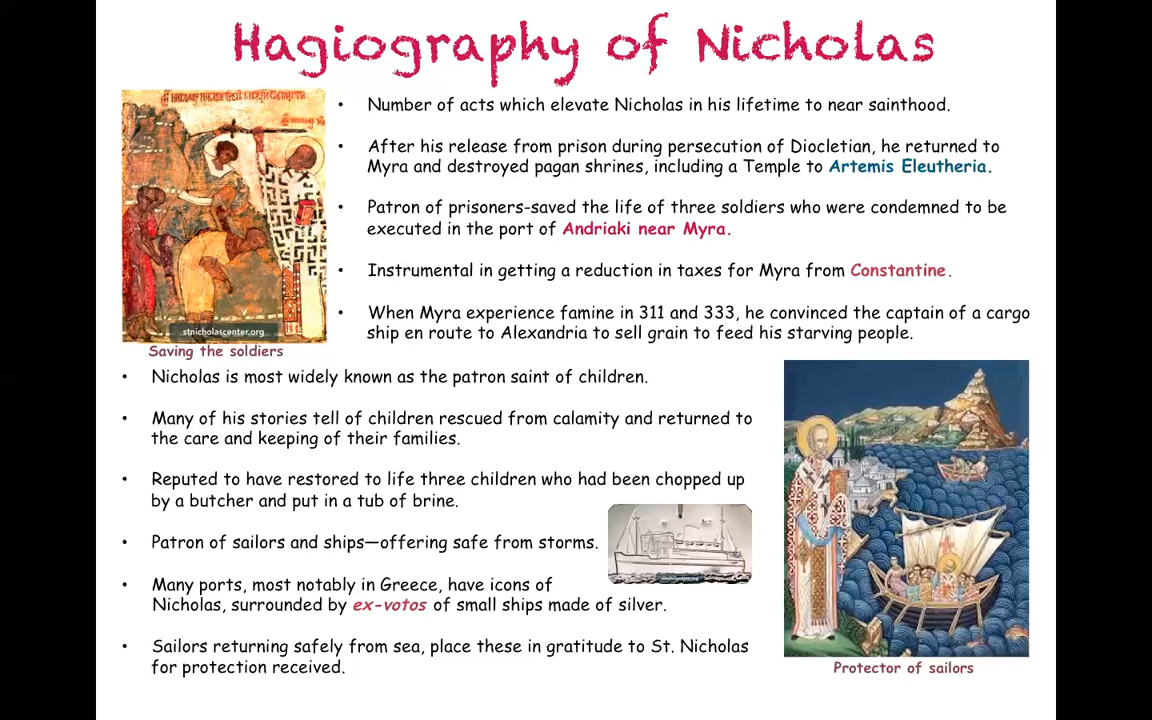 Hagiography of Nicholas
• Number of acts which elevate Nicholas in his lifetime to near sainthood.
• After his release from prison during persecution of Diocletian, he returned to
Myra and destroyed pagan shrines, including a Temple to Artemis Eleutheria.
• Patron of prisoners-saved the life of three soldiers who were condemned to be
executed in the port of Andriaki near Myra.
• Instrumental in getting a reduction in taxes for Myra from Constantine.
• When Myra experience famine in 311 and 333, he convinced the captain of a cargo
ship en route to Alexandria to sell grain to feed his starving people.
stnicholascenter.org
Saving the soldiers
• Nicholas is most widely known as the patron saint of children.
• Many of his stories tell of children rescued from calamity and returned to
the care and keeping of their families.
• Reputed to have restored to life three children who had been chopped up
by a butcher and put in a tub of brine.
• Patron of sailors and ships—offering safe from storms.
• Many ports, most notably in Greece, have icons of
Nicholas, surrounded by ex-votos of small ships made of silver.
• Sailors returning safely from sea, place these in gratitude to St. Nicholas
for protection received.
Protector of sailors